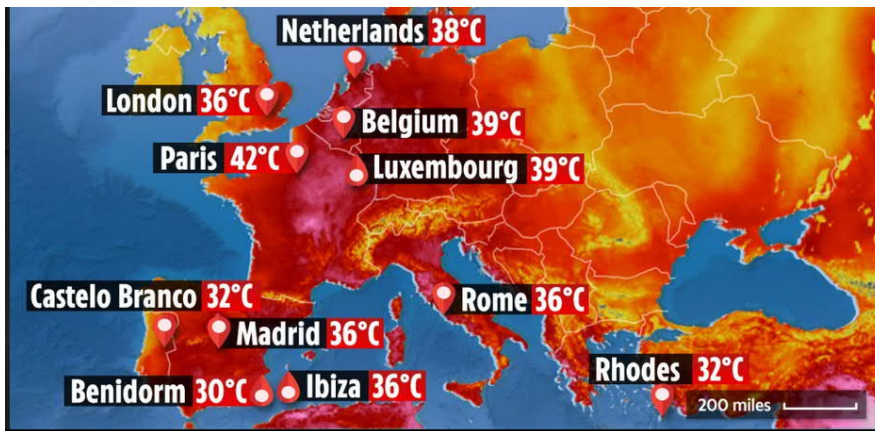 Netherlands 38°C
London 36°C
Belgium 39°C
Paris 42°C
Luxembourg 39°C
Castelo Branco 32°C
Rome 36°C
Madrid 36°C
Rhodes 32°C
Benidorm 30°C
Ibiza 36°C
200 miles